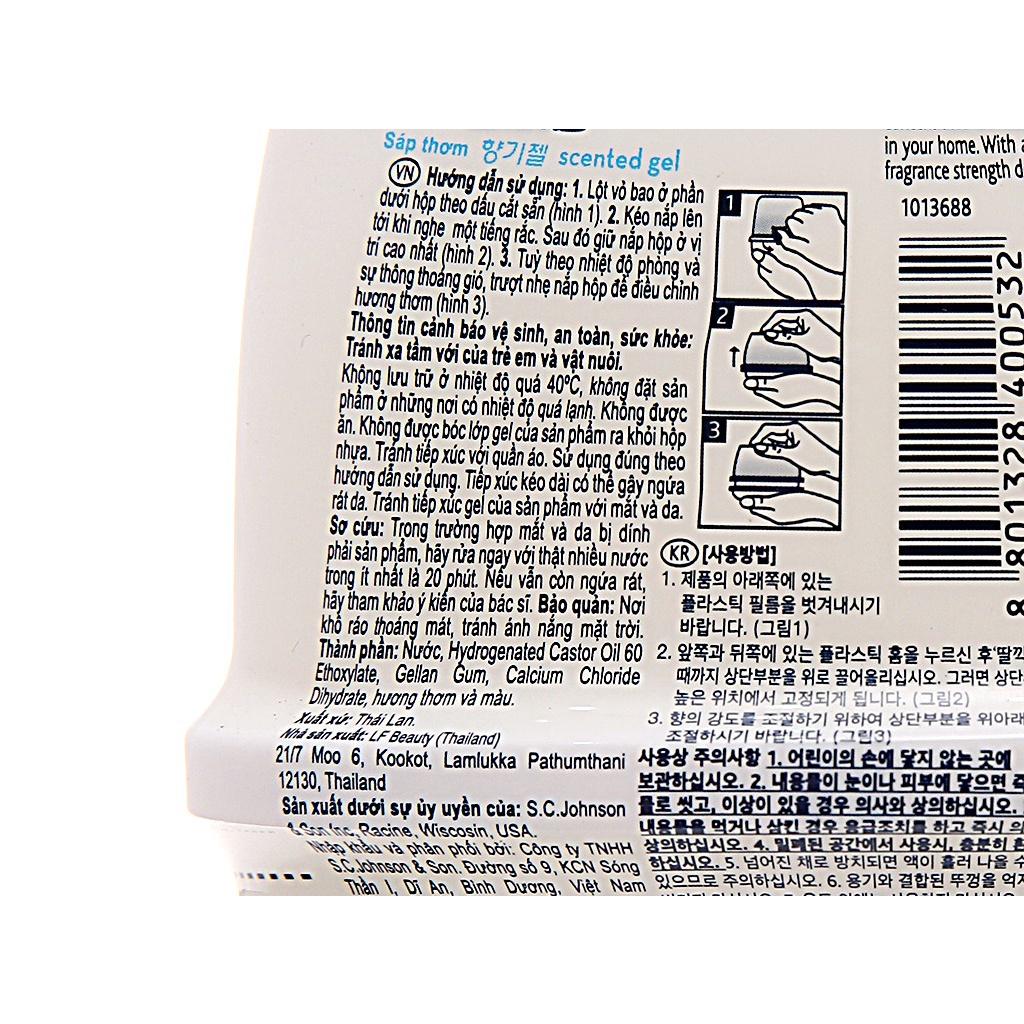 Sáp thơm 향기젤 scented gel
VN Hướng dẫn sử dụng: 1. Lột vỏ bao ở phần
dưới hộp theo dấu cắt sẵn (hình 1). 2. Kéo nắp lên
tới khi nghe một tiếng rắc. Sau đó giữ nắp hộp ở vị
trí cao nhất (hình 2). 3. Tuỳ theo nhiệt độ phòng và
sự thông thoáng gió, trượt nhẹ nắp hộp để điều chỉnh
hương thơm (hình 3).
Thông tin cảnh báo vệ sinh, an toàn, sức khỏe:
Tránh xa tầm với của trẻ em và vật nuôi.
Không lưu trữ ở nhiệt độ quá 40ºC, không đặt sản
phẩm ở những nơi có nhiệt độ quá lạnh. Không được
ăn. Không được bóc lớp gel của sản phẩm ra khỏi hộp
nhựa. Tránh tiếp xúc với quần áo. Sử dụng đúng theo
hướng dẫn sử dụng. Tiếp xúc kéo dài có thể gây ngứa
rát da. Tránh tiếp xúc gel của sản phẩm với mắt và da.
Sơ cứu: Trong trường hợp mắt và da bị dính
phải sản phẩm, hãy rửa ngay với thật nhiều nước
trong ít nhất là 20 phút. Nếu vẫn còn ngứa rát,
hãy tham khảo ý kiến của bác sĩ. Bảo quản: Nơi
khô ráo thoáng mát, tránh ánh nắng mặt trời.
Thành phần: Nước, Hydrogenated Castor Oil 60
Ethoxylate, Gellan Gum, Calcium Chloride
Dihydrate, hương thơm và màu.
Xuất xứ: Thái Lan.
Nhà sản xuất: LF Beauty (Thailand)
21/7 Moo 6, Kookot, Lamlukka Pathumthani
12130, Thailand
Sản xuất dưới sự ủy uyền của: S.C.Johnson
& Son Inc, Racine, Wiscosin, USA.
Nhập khẩu và phân phối bởi: Công ty TNHH
S.C.Johnson & Son. Đường số 9, KCN Sóng
Thần I, Dĩ An, Bình Dương, Việt Nam
1
2
3
in your home. With a
fragrance strength d
1013688
8801328400532
KR [사용방법]
1. 제품의 아래쪽에 있는
플라스틱 필름을 벗겨내시기
바랍니다. (그림1)
2. 앞쪽과 뒤쪽에 있는 플라스틱 홈을 누르신 후 '딸깍
때까지 상단부분을 위로 끌어올리십시오. 그러면 상단
높은 위치에서 고정되게 됩니다. (그림2)
3. 향의 강도를 조절하기 위하여 상단부분을 위아래
조절하시기 바랍니다. (그림3)
사용상 주의사항 1. 어린이의 손에 닿지 않는 곳에
보관하십시오. 2. 내용물이 눈이나 피부에 닿으면 즉
물로 씻고, 이상이 있을 경우 의사와 상의하십시오.
내용물을 먹거나 삼킨 경우 응급조치를 하고 즉시 의
상의하십시오. 4. 밀폐된 공간에서 사용시, 충분히 환
하십시오. 5. 넘어진 채로 방치되면 액이 흘러 나올 수
있으므로 주의하십시오. 6. 용기와 결합된 뚜껑을 억지